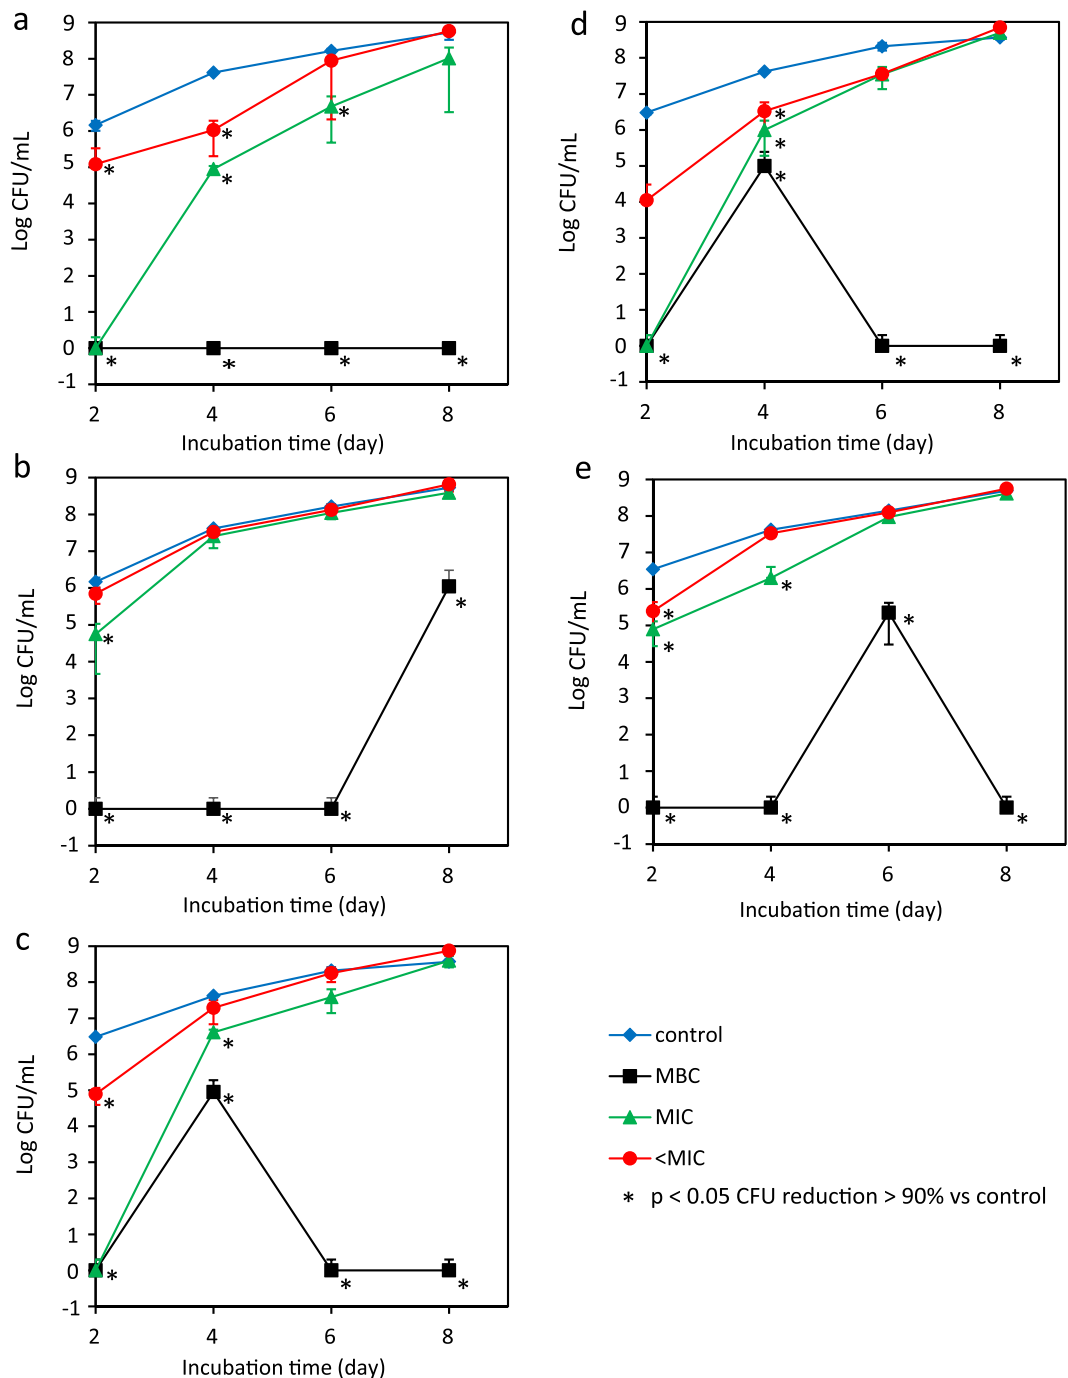 a
9
8
7
6
5
4
3
2
1
0
-1
Log CFU/mL
* * * * * * * * *
2 4 6 8
Incubation time (day)
b
9
8
7
6
5
4
3
2
1
0
-1
Log CFU/mL
* * * * *
2 4 6 8
Incubation time (day)
c
9
8
7
6
5
4
3
2
1
0
-1
Log CFU/mL
* * * * * *
2 4 6 8
Incubation time (day)
d
9
8
7
6
5
4
3
2
1
0
-1
Log CFU/mL
* * * * * *
2 4 6 8
Incubation time (day)
e
9
8
7
6
5
4
3
2
1
0
-1
Log CFU/mL
* * * * * * *
2 4 6 8
Incubation time (day)
control
MBC
MIC
<MIC
* p < 0.05 CFU reduction > 90% vs control